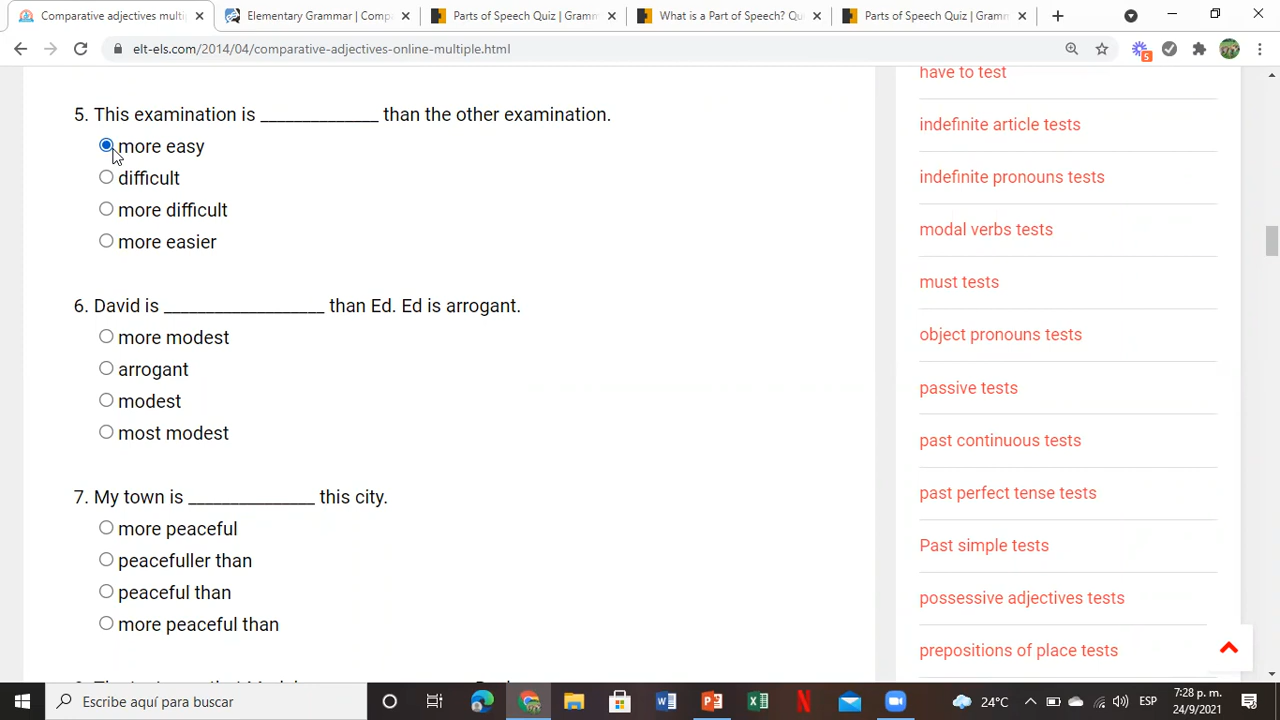 Comparative adjectives multi
Elementary Grammar | Comp
Parts of Speech Quiz | Gramm
What is a Part of Speech? Qu
Parts of Speech Quiz | Gramm
elt-els.com/2014/04/comparative-adjectives-online-multiple.html
5
5. This examination is ______________ than the other examination.
more easy
difficult
more difficult
more easier
6. David is ___________________ than Ed. Ed is arrogant.
more modest
arrogant
modest
most modest
7. My town is _______________ this city.
more peaceful
peacefuller than
peaceful than
more peaceful than
have to test
indefinite article tests
indefinite pronouns tests
modal verbs tests
must tests
object pronouns tests
passive tests
past continuous tests
past perfect tense tests
Past simple tests
possessive adjectives tests
prepositions of place tests
Escribe aquí para buscar
24°C
ESP
7:28 p. m.
24/9/2021